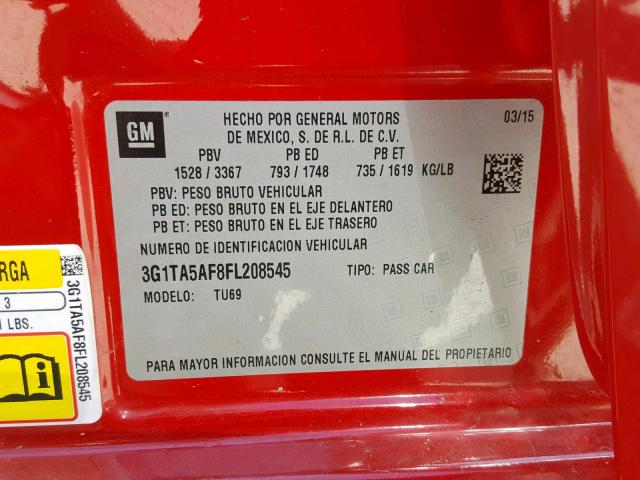 GM
HECHO POR GENERAL MOTORS
DE MEXICO, S. DE R.L. DE C.V.
03/15
PBV PB ED PB ET
1528 / 3367 793 / 1748 735 / 1619 KG/LB
PBV: PESO BRUTO VEHICULAR
PB ED: PESO BRUTO EN EL EJE DELANTERO
PB ET: PESO BRUTO EN EL EJE TRASERO
NUMERO DE IDENTIFICACION VEHICULAR
3G1TA5AF8FL208545 TIPO: PASS CAR
MODELO: TU69
PARA MAYOR INFORMACION CONSULTE EL MANUAL DEL PROPIETARIO
RGA
3
LBS.
3G1TA5AF8FL208545